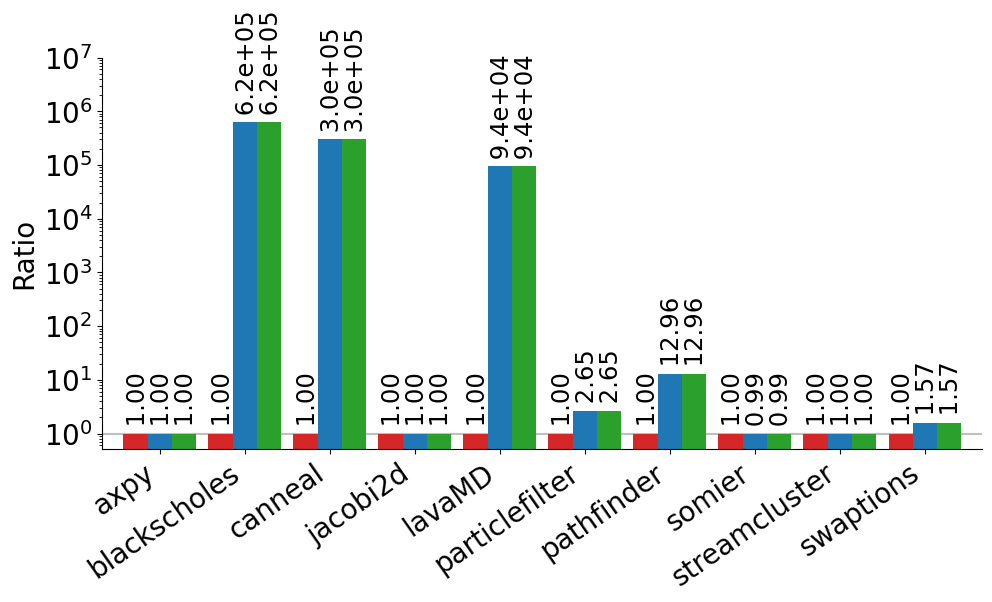 Ratio
10^7
10^6
10^5
10^4
10^3
10^2
10^1
10^0
1.00
1.00
1.00
1.00
6.2e+05
6.2e+05
1.00
3.0e+05
3.0e+05
1.00
1.00
1.00
1.00
9.4e+04
9.4e+04
1.00
2.65
2.65
1.00
12.96
12.96
1.00
0.99
0.99
1.00
1.00
1.00
1.00
1.57
1.57
axpy
blackscholes
canneal
jacobi2d
lavaMD
particlefilter
pathfinder
somier
streamcluster
swaptions